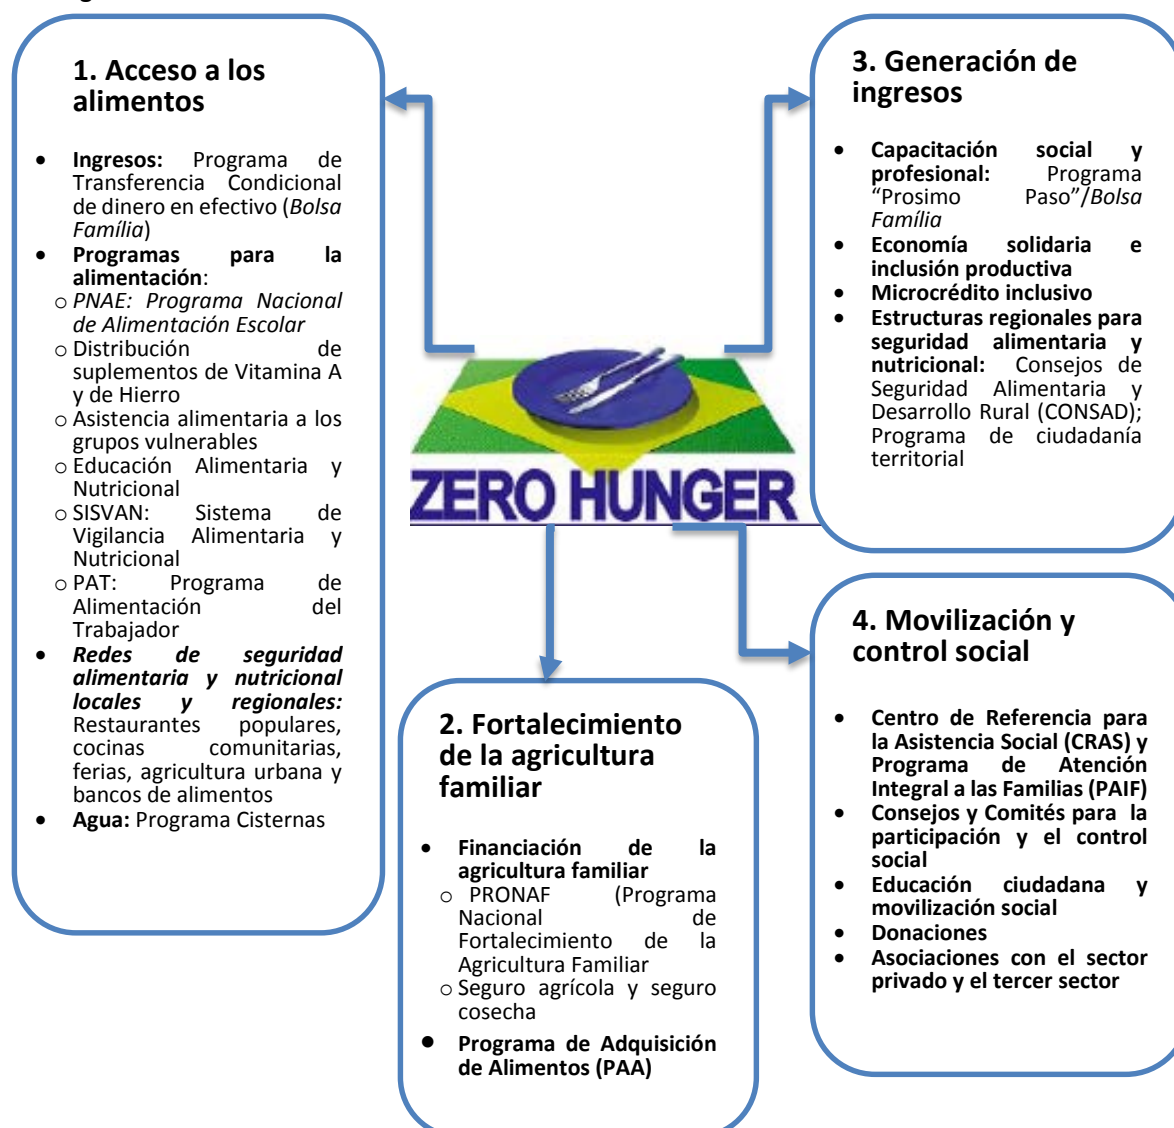 1. Acceso a los
alimentos
• Ingresos: Programa de
Transferencia Condicional
de dinero en efectivo (Bolsa
Família)
• Programas para la
alimentación:
o PNAE: Programa Nacional
de Alimentación Escolar
o Distribución de
suplementos de Vitamina A
y de Hierro
o Asistencia alimentaria a los
grupos vulnerables
o Educación Alimentaria y
Nutricional
o SISVAN: Sistema de
Vigilancia Alimentaria y
Nutricional
o PAT: Programa de
Alimentación del
Trabajador
• Redes de seguridad
alimentaria y nutricional
locales y regionales:
Restaurantes populares,
cocinas comunitarias,
ferias, agricultura urbana y
bancos de alimentos
• Agua: Programa Cisternas
ZERO HUNGER
2. Fortalecimiento
de la agricultura
familiar
• Financiación de la
agricultura familiar
o PRONAF (Programa
Nacional de
Fortalecimiento de la
Agricultura Familiar
o Seguro agrícola y seguro
cosecha
• Programa de Adquisición
de Alimentos (PAA)
3. Generación de
ingresos
• Capacitación social y
profesional: Programa
“Prosimo Paso”/Bolsa
Família
• Economía solidaria e
inclusión productiva
• Microcrédito inclusivo
• Estructuras regionales para
seguridad alimentaria y
nutricional: Consejos de
Seguridad Alimentaria y
Desarrollo Rural (CONSAD);
Programa de ciudadanía
territorial
4. Movilización y
control social
• Centro de Referencia para
la Asistencia Social (CRAS) y
Programa de Atención
Integral a las Familias (PAIF)
• Consejos y Comités para la
participación y el control
social
• Educación ciudadana y
movilización social
• Donaciones
• Asociaciones con el sector
privado y el tercer sector